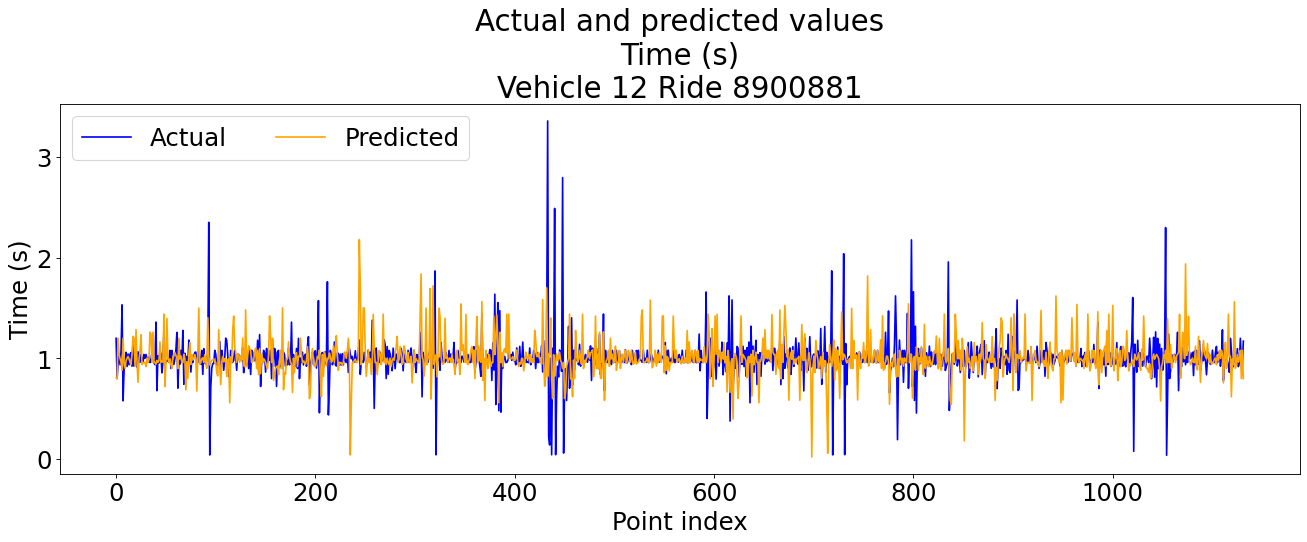 Actual and predicted values
Time (s)
Vehicle 12 Ride 8900881
Actual
Predicted
Time (s)
3
2
1
0
0
200
400
600
800
1000
Point index